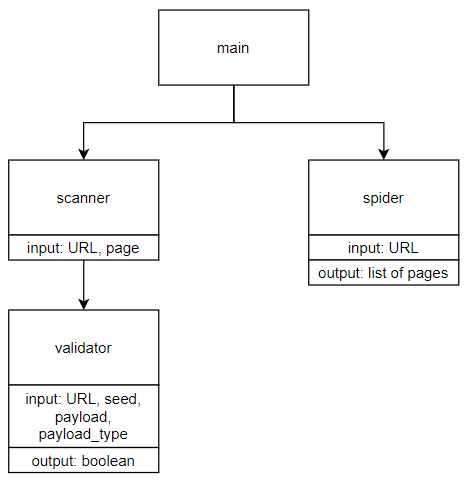 main
scanner
input: URL, page
spider
input: URL
output: list of pages
validator
input: URL, seed,
payload,
payload_type
output: boolean